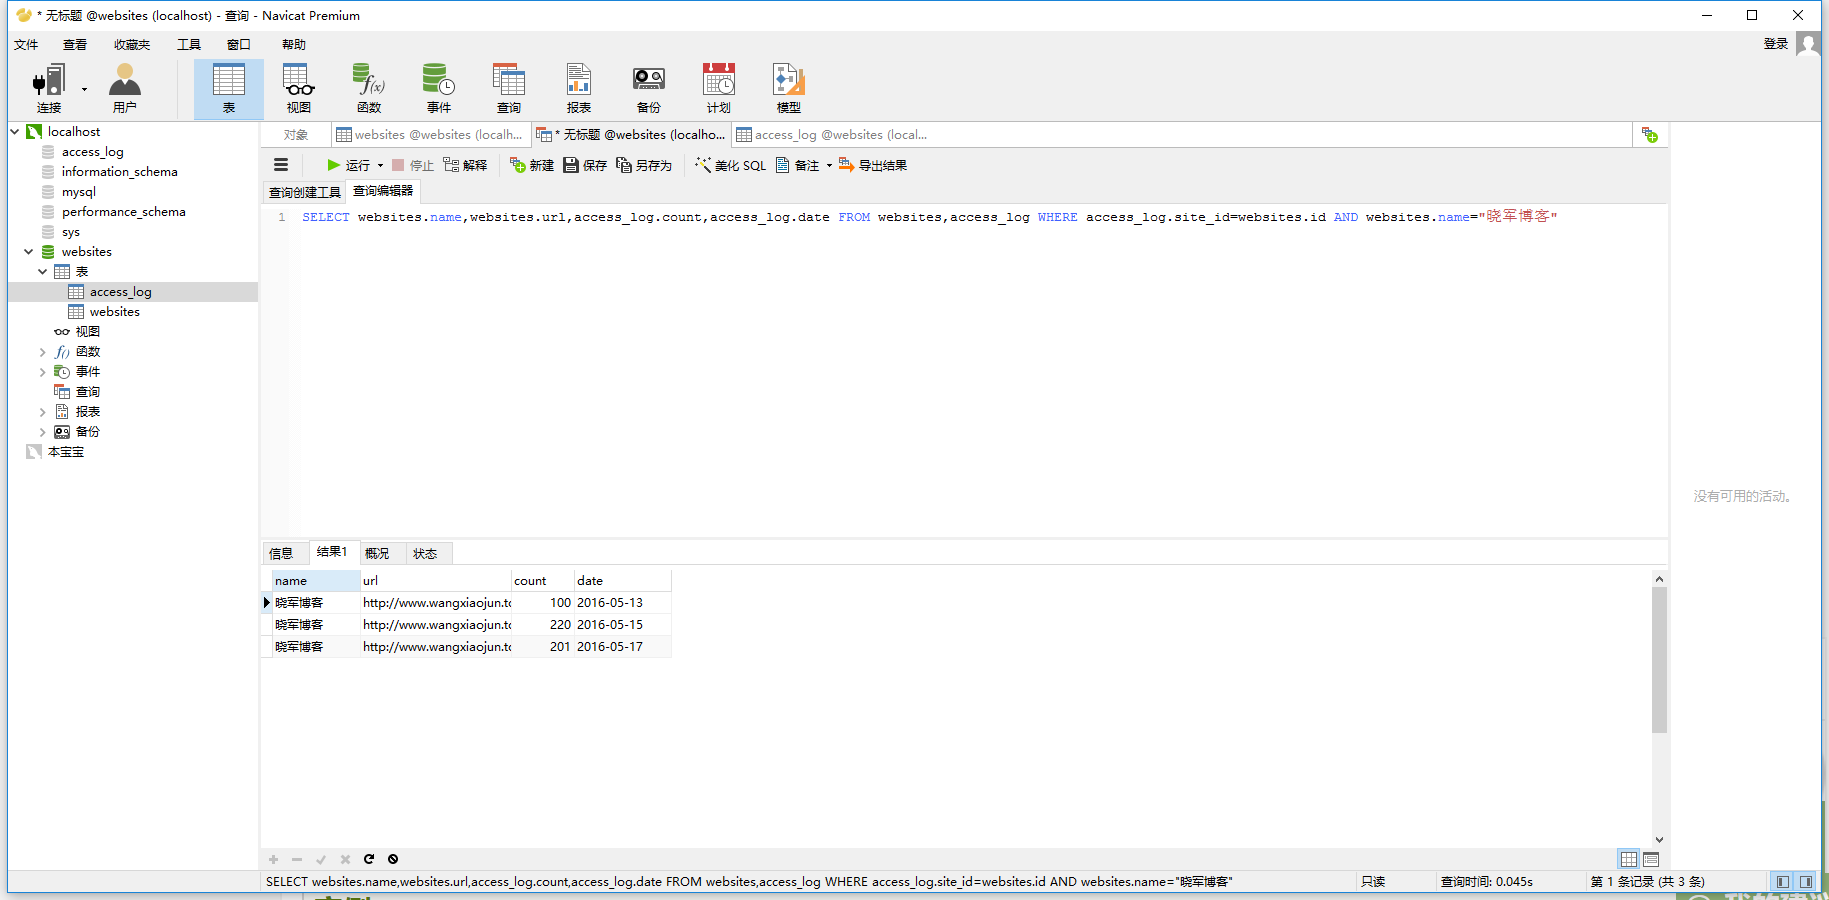 * 无标题 @websites (localhost) - 查询 - Navicat Premium
文件 查看 收藏夹 工具 窗口 帮助 登录
连接 用户 表 视图 函数 事件 查询 报表 备份 计划 模型
localhost
access_log
information_schema
mysql
performance_schema
sys
websites
表
access_log
websites
视图
函数
事件
查询
报表
备份
本宝宝
对象 websites @websites (localh... * 无标题 @websites (localho... access_log @websites (local...
运行 停止 解释 新建 保存 另存为 美化 SQL 备注 导出结果
查询创建工具 查询编辑器
1 SELECT websites.name,websites.url,access_log.count,access_log.date FROM websites,access_log WHERE access_log.site_id=websites.id AND websites.name="晓军博客"
没有可用的活动。
信息 结果1 概况 状态
name url count date
晓军博客 http://www.wangxiaojun.to 100 2016-05-13
晓军博客 http://www.wangxiaojun.to 220 2016-05-15
晓军博客 http://www.wangxiaojun.to 201 2016-05-17
SELECT websites.name,websites.url,access_log.count,access_log.date FROM websites,access_log WHERE access_log.site_id=websites.id AND websites.name="晓军博客" 只读 查询时间: 0.045s 第 1 条记录 (共 3 条)